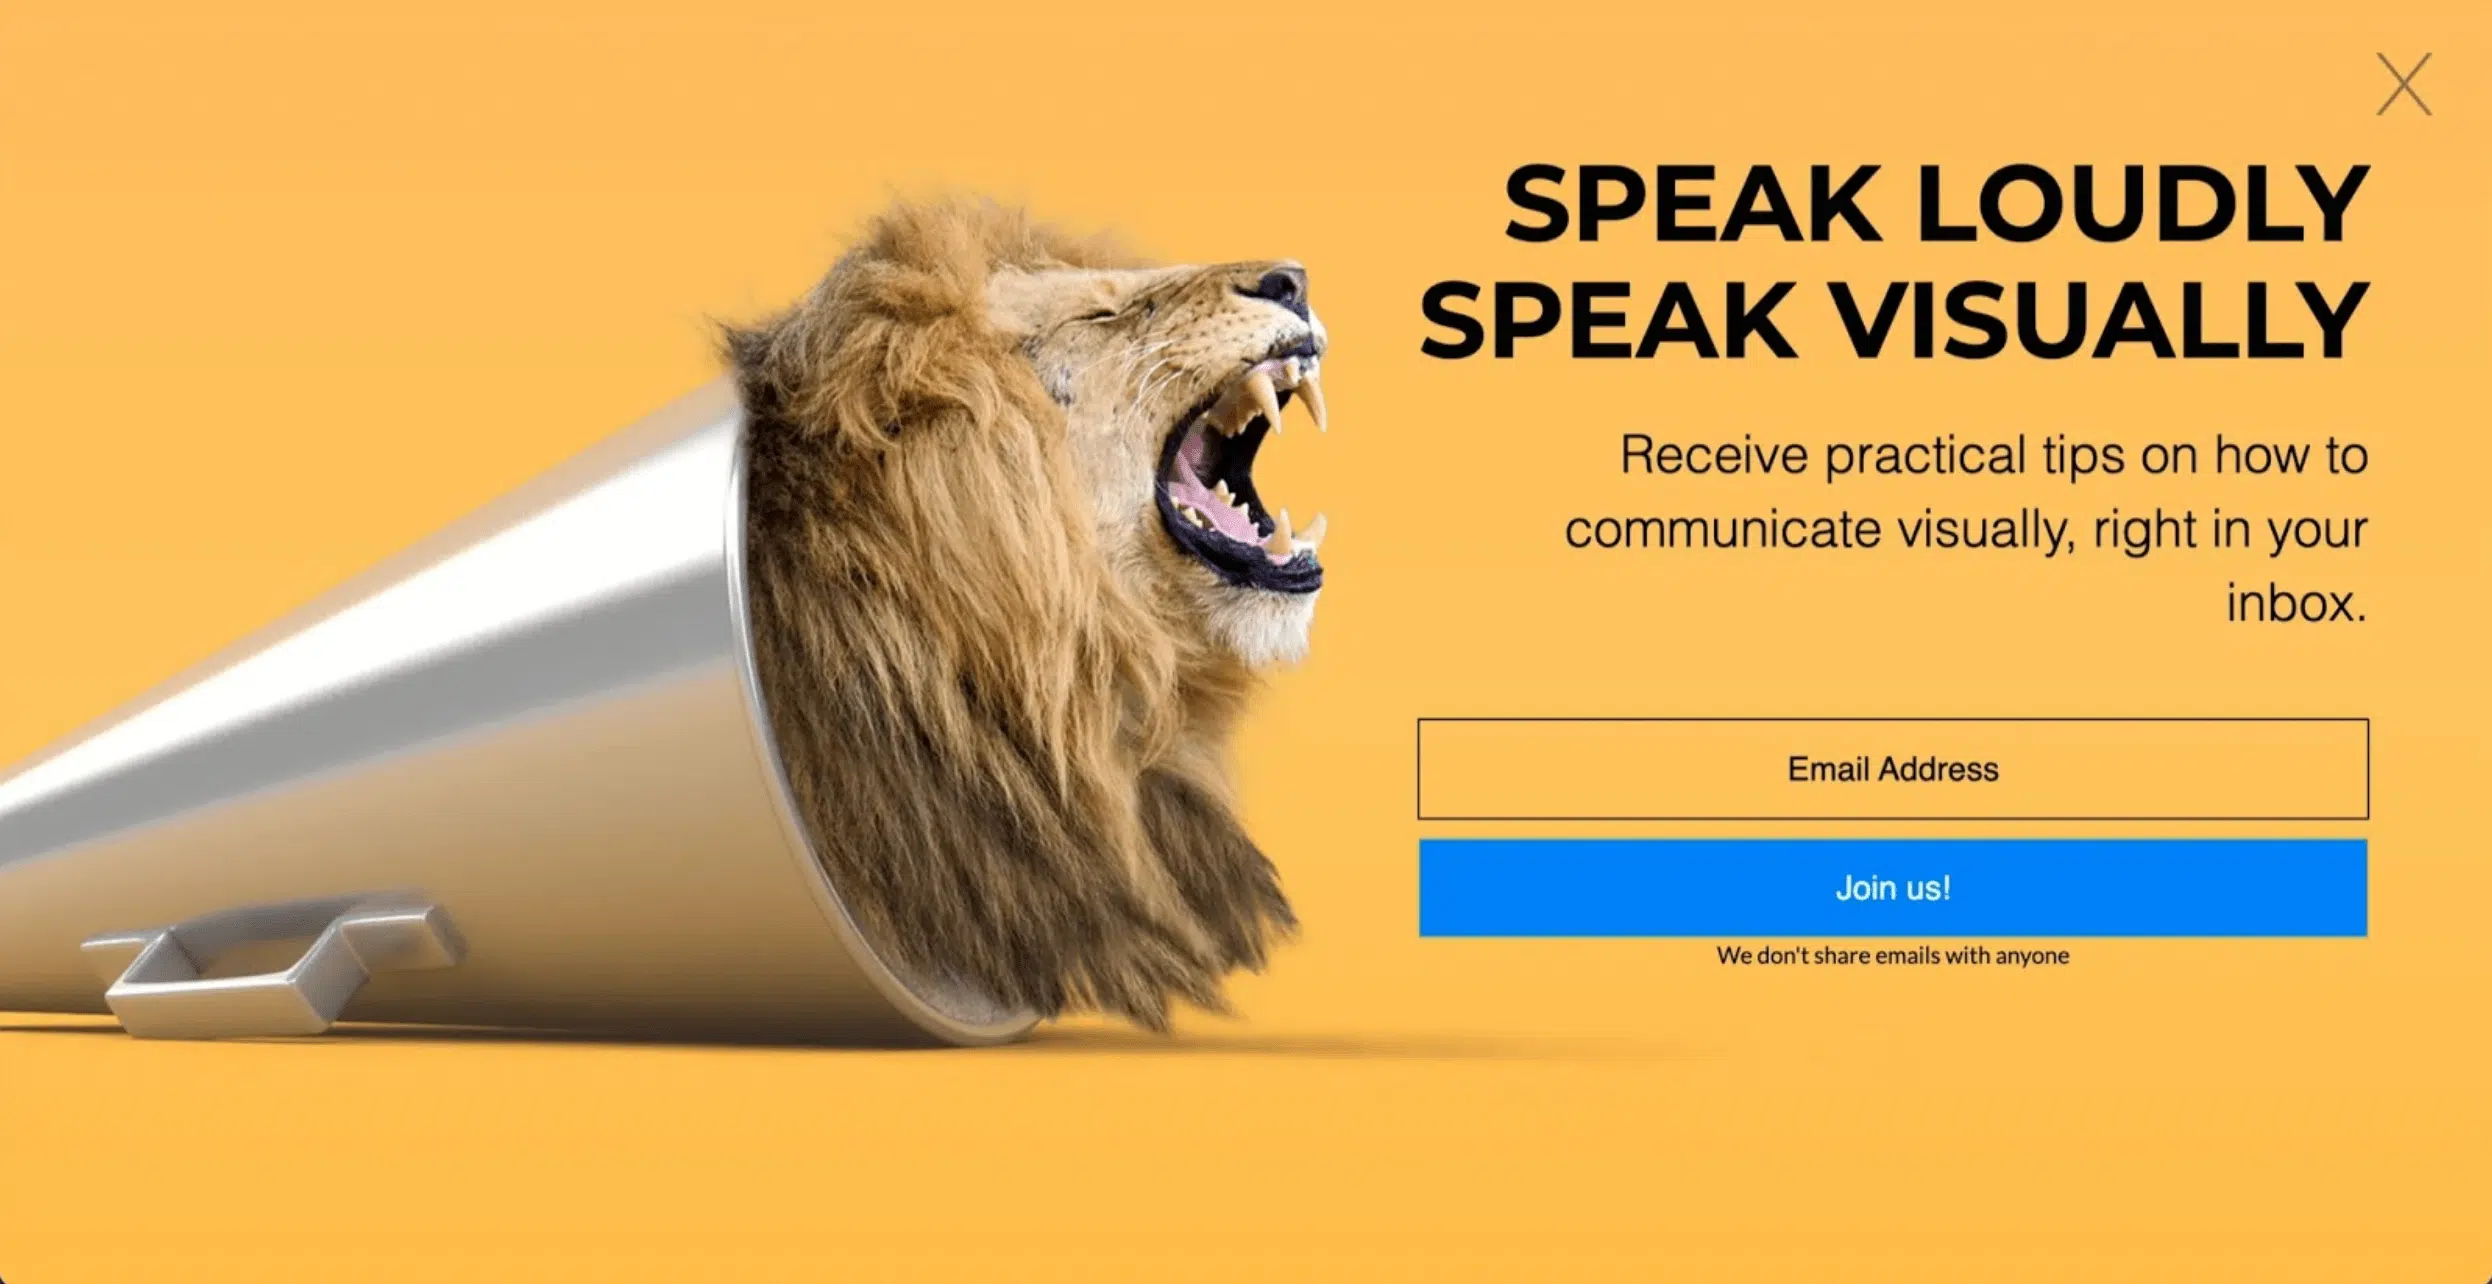 SPEAK LOUDLY
SPEAK VISUALLY
Receive practical tips on how to
communicate visually, right in your
inbox.
Email Address
Join us!
We don't share emails with anyone